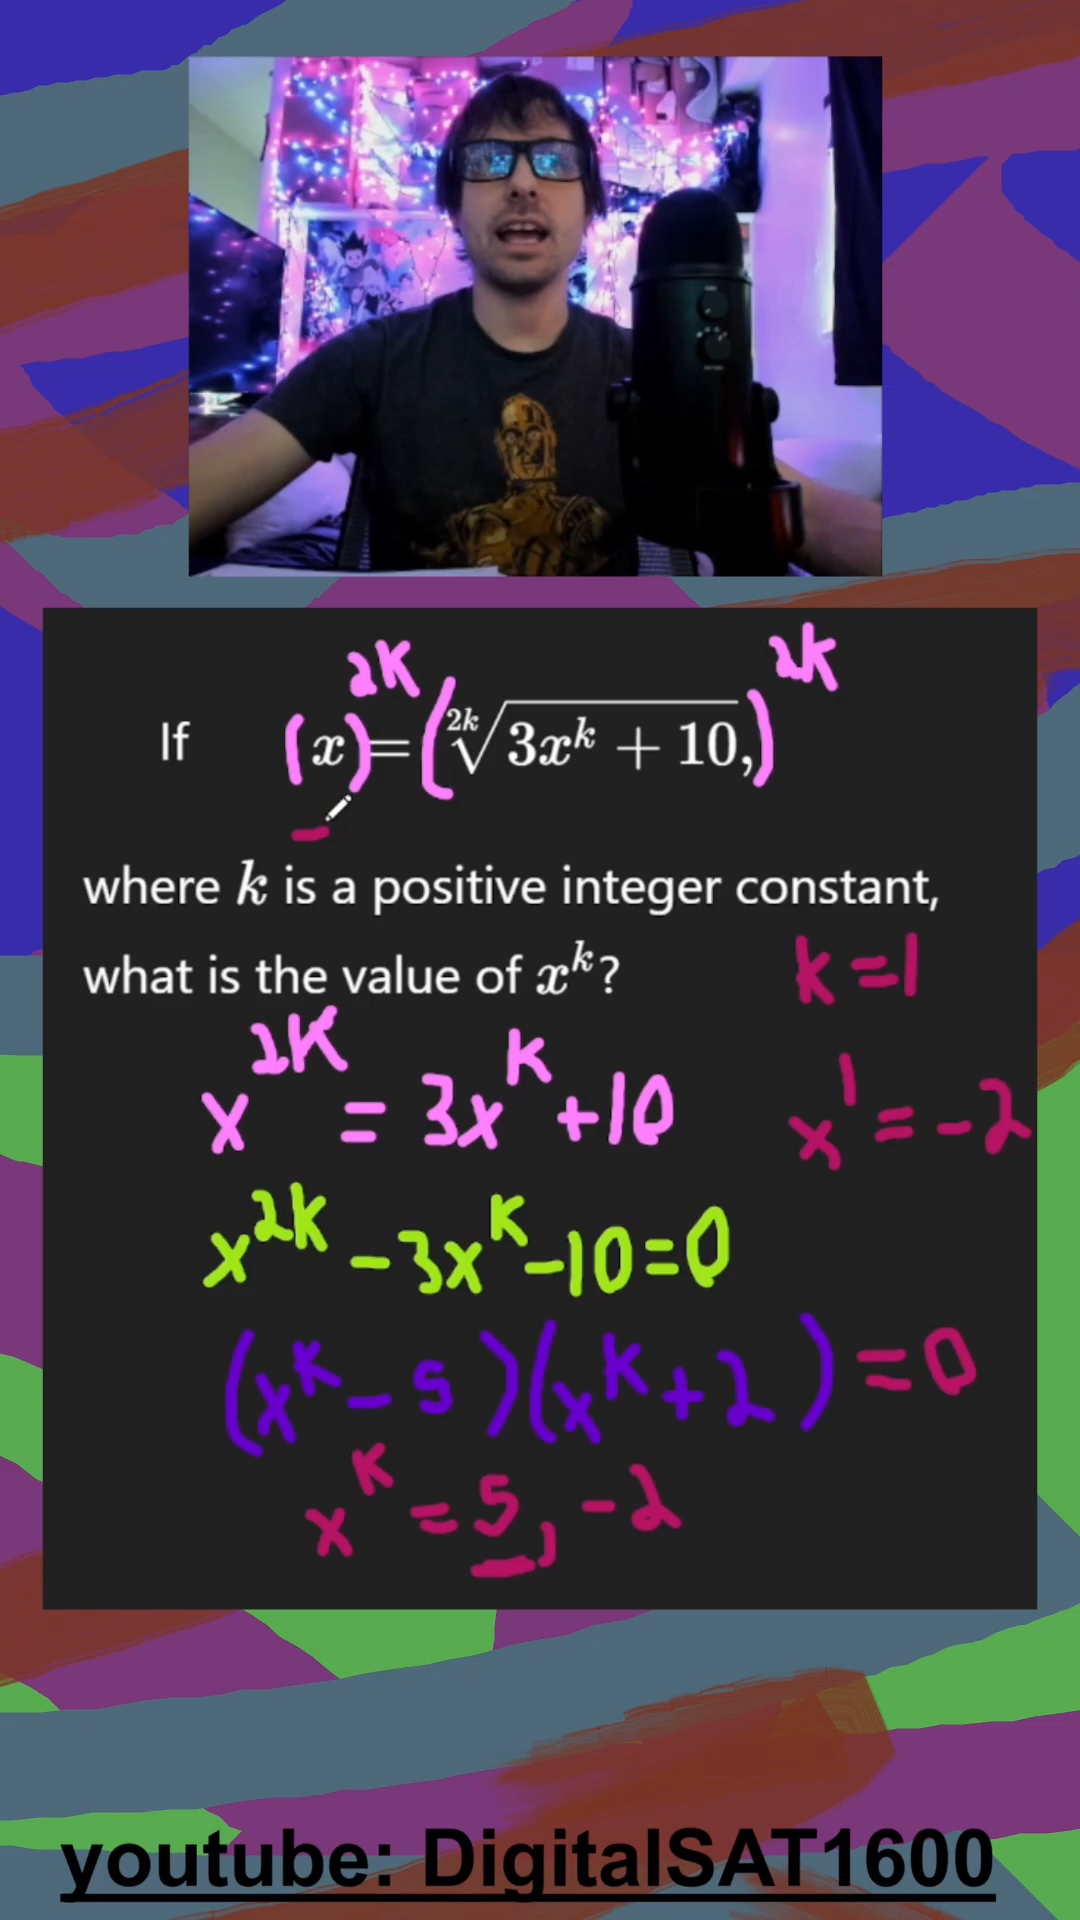 2K 2K
If (x)=(\sqrt[2k]{3x^k + 10},)
where k is a positive integer constant,
what is the value of x^k?
k=1
x^{2K} = 3x^K+10
x^1=-2
x^{2K}-3x^K-10=0
(x^K-5)(x^K+2)=0
x^K=5,-2
youtube: DigitalSAT1600